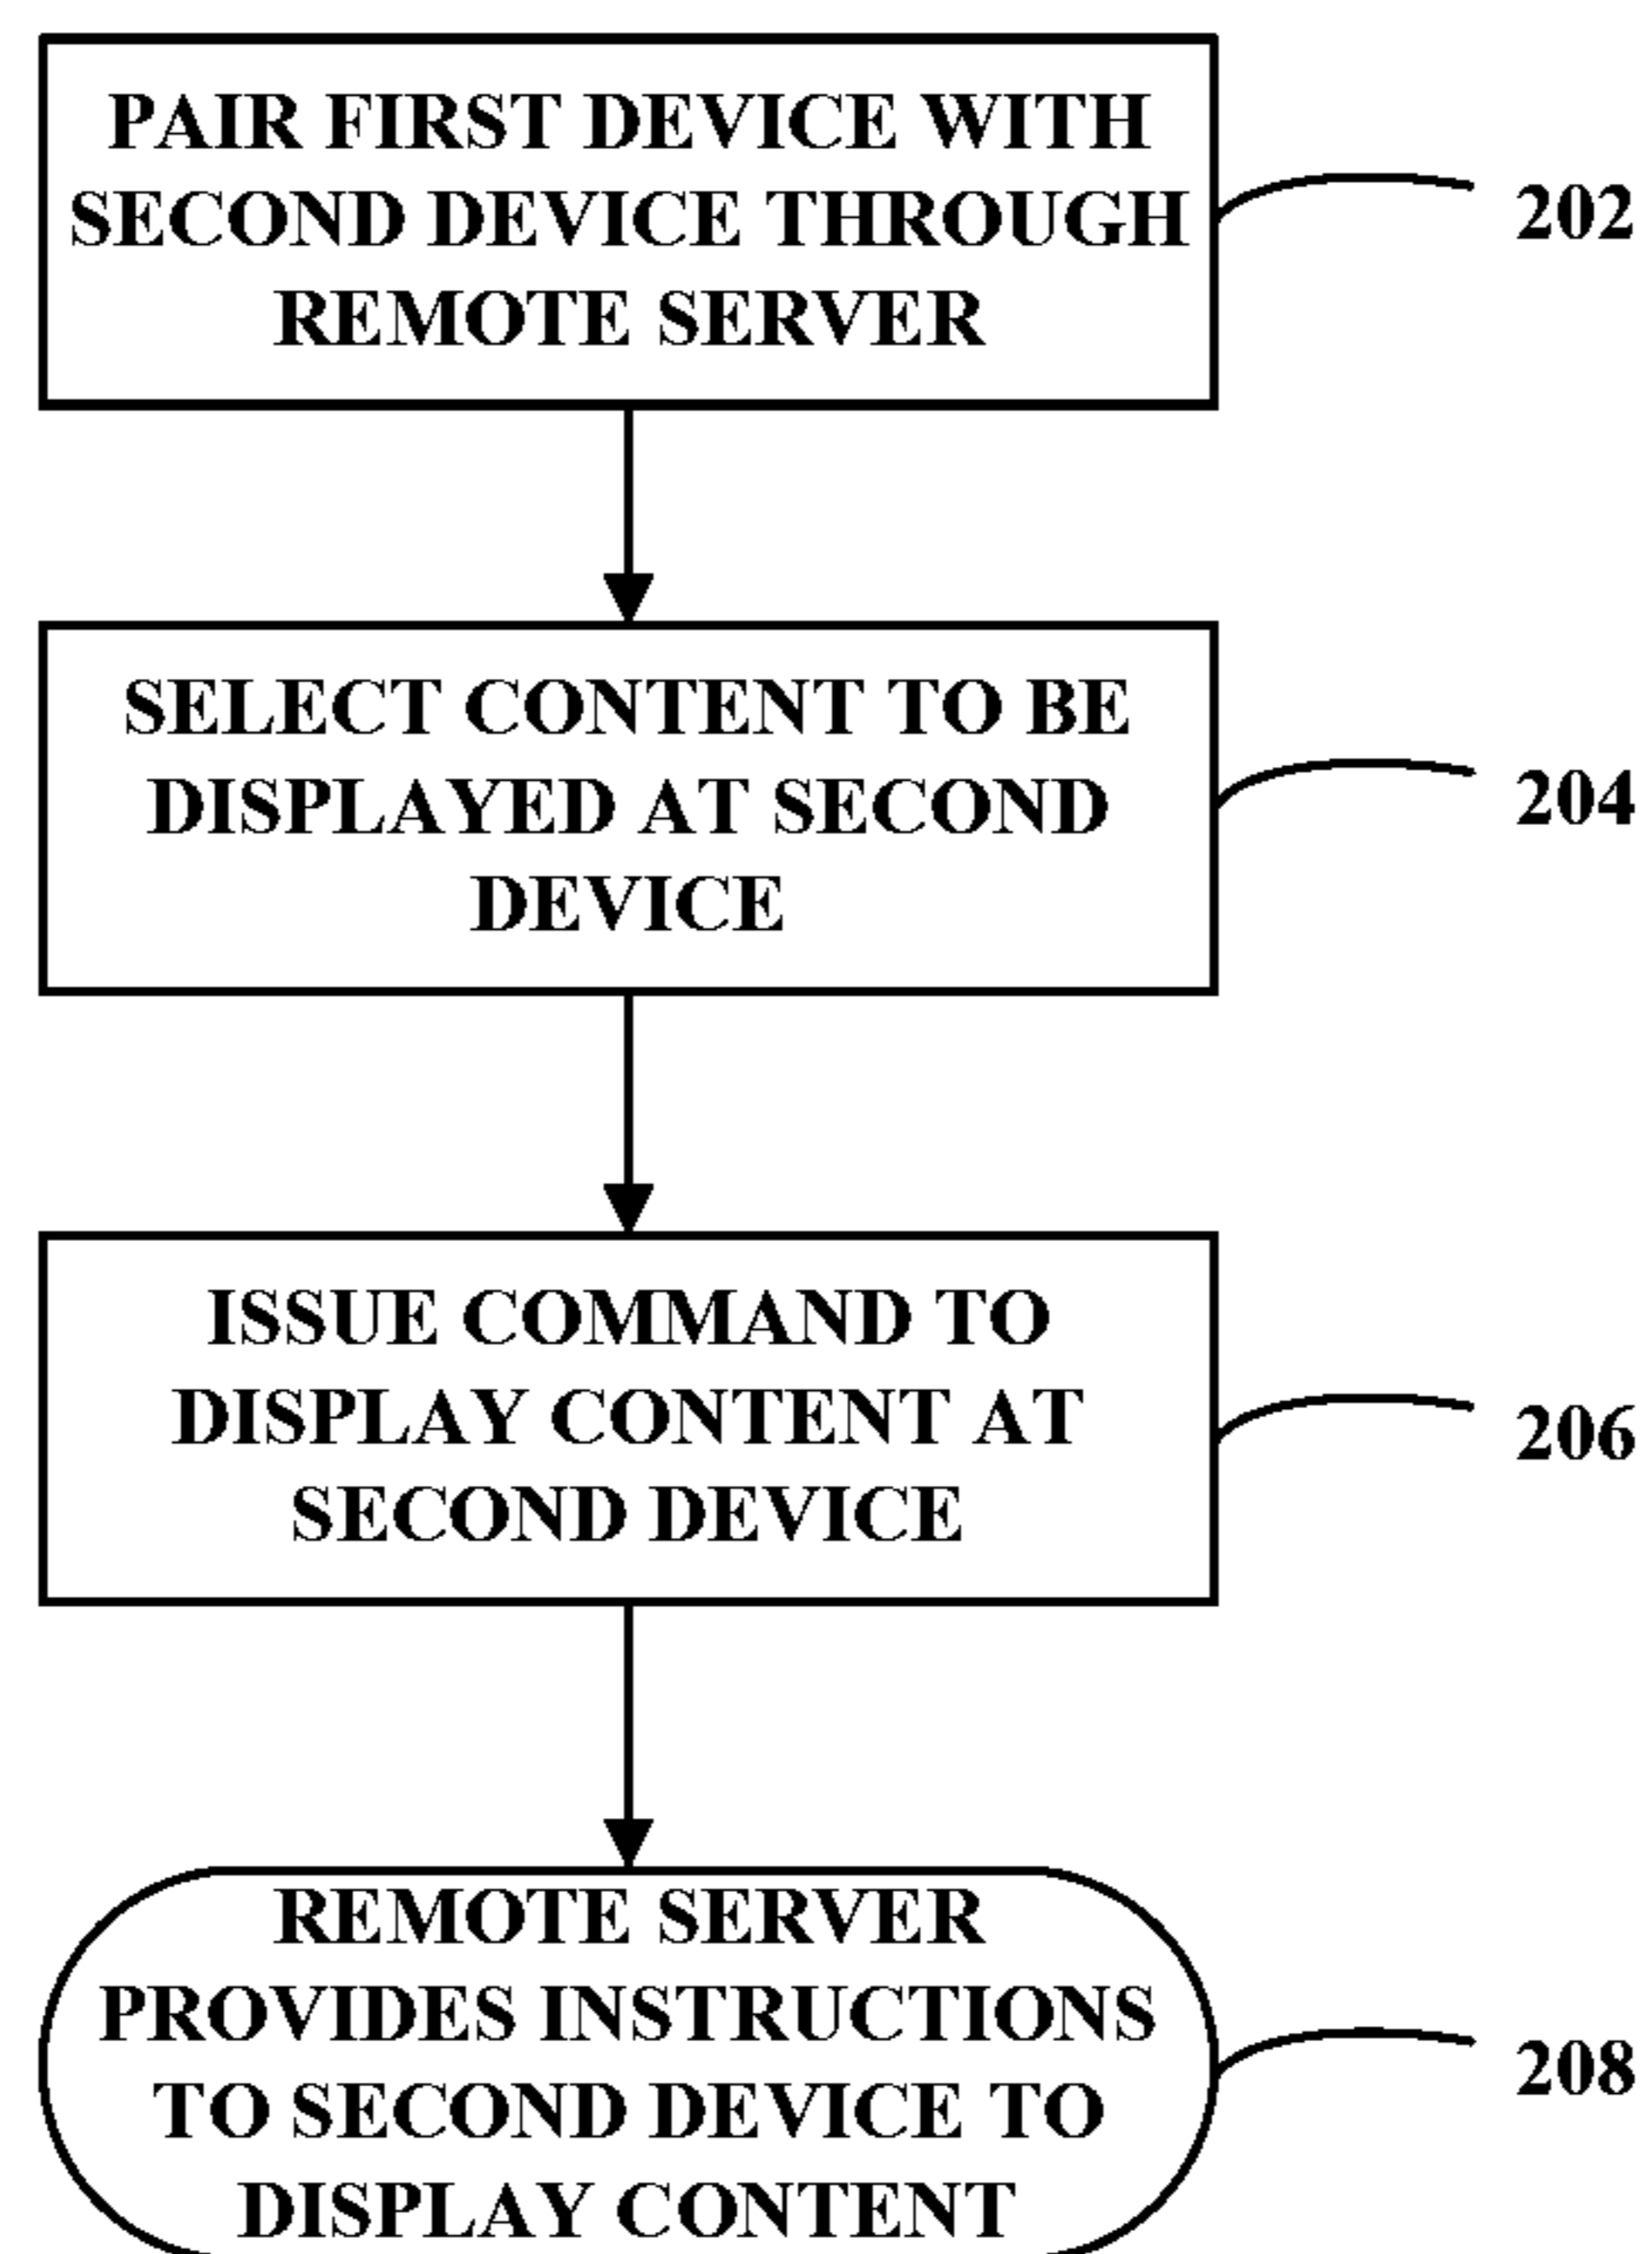 PAIR FIRST DEVICE WITH
SECOND DEVICE THROUGH
REMOTE SERVER
202
SELECT CONTENT TO BE
DISPLAYED AT SECOND
DEVICE
204
ISSUE COMMAND TO
DISPLAY CONTENT AT
SECOND DEVICE
206
REMOTE SERVER
PROVIDES INSTRUCTIONS
TO SECOND DEVICE TO
DISPLAY CONTENT
208